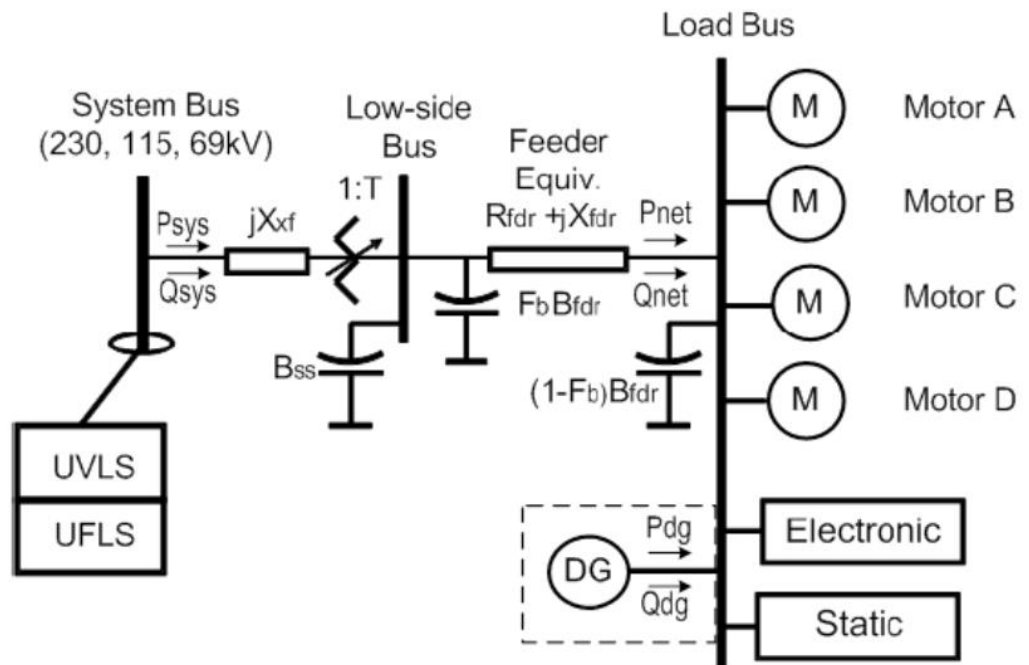 Load Bus
System Bus
(230, 115, 69kV)
Low-side
Bus
Feeder
Equiv.
Rfdr +jXfdr
1:T
Psys
Qsys
jXxf
Pnet
Qnet
FbBfdr
Bss
(1-Fb)Bfdr
M
Motor A
M
Motor B
M
Motor C
M
Motor D
UVLS
UFLS
DG
Pdg
Qdg
Electronic
Static